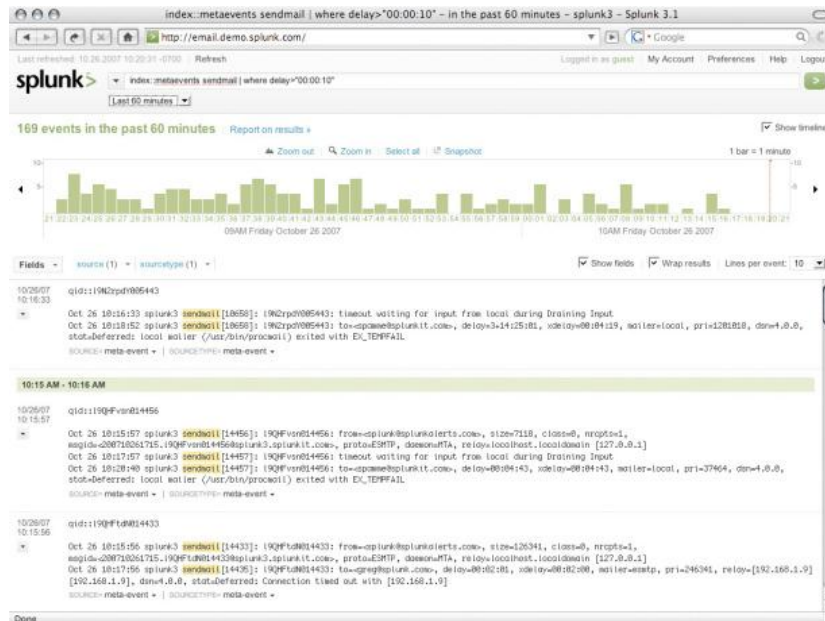 index::metaevents sendmail | where delay>"00:00:10" - in the past 60 minutes - splunk3 - Splunk 3.1
http://email.demo.splunk.com/
Google
Last refreshed: 10.26.2007 10:20:31 -0700 Refresh
Logged in as guest My Account Preferences Help Logout
splunk>
index::metaevents sendmail | where delay>"00:00:10"
Last 60 minutes
169 events in the past 60 minutes Report on results »
Show timeline
Zoom out Zoom in Select all Snapshot
1 bar = 1 minute
10 10
5 5
09AM Friday October 26 2007
10AM Friday October 26 2007
Fields source (1) sourcetype (1)
Show fields Wrap results Lines per event: 10
10/26/07
10:16:33
qid::l9N2rpdY005443
Oct 26 10:16:33 splunk3 sendmail[10658]: l9N2rpdY005443: timeout waiting for input from local during Draining Input
Oct 26 10:18:52 splunk3 sendmail[10658]: l9N2rpdY005443: to=<spamme@splunkit.com>, delay=3+14:25:01, xdelay=00:04:19, mailer=local, pri=1281018, dsn=4.0.0,
stat=Deferred: local mailer (/usr/bin/procmail) exited with EX_TEMPFAIL
SOURCE= meta-event | SOURCETYPE= meta-event
10:15 AM - 10:16 AM
10/26/07
10:15:57
qid::l9QHFvsn014456
Oct 26 10:15:57 splunk3 sendmail[14456]: l9QHFvsn014456: from=<splunk@splunkalerts.com>, size=7118, class=0, nrcpts=1,
msgid=<200710261715.l9QHFvsn014456@splunk3.splunkit.com>, proto=ESMTP, daemon=MTA, relay=localhost.localdomain [127.0.0.1]
Oct 26 10:17:57 splunk3 sendmail[14457]: l9QHFvsn014456: timeout waiting for input from local during Draining Input
Oct 26 10:20:40 splunk3 sendmail[14457]: l9QHFvsn014456: to=<spamme@splunkit.com>, delay=00:04:43, xdelay=00:04:43, mailer=local, pri=37464, dsn=4.0.0,
stat=Deferred: local mailer (/usr/bin/procmail) exited with EX_TEMPFAIL
SOURCE= meta-event | SOURCETYPE= meta-event
10/26/07
10:15:56
qid::l9QHFtdN014433
Oct 26 10:15:56 splunk3 sendmail[14433]: l9QHFtdN014433: from=<splunk@splunkalerts.com>, size=126341, class=0, nrcpts=1,
msgid=<200710261715.l9QHFtdN014433@splunk3.splunkit.com>, proto=ESMTP, daemon=MTA, relay=localhost.localdomain [127.0.0.1]
Oct 26 10:17:56 splunk3 sendmail[14435]: l9QHFtdN014433: to=<greg@splunk.com>, delay=00:02:01, xdelay=00:02:00, mailer=esmtp, pri=246341, relay=[192.168.1.9]
[192.168.1.9], dsn=4.0.0, stat=Deferred: Connection timed out with [192.168.1.9]
SOURCE= meta-event | SOURCETYPE= meta-event
Done